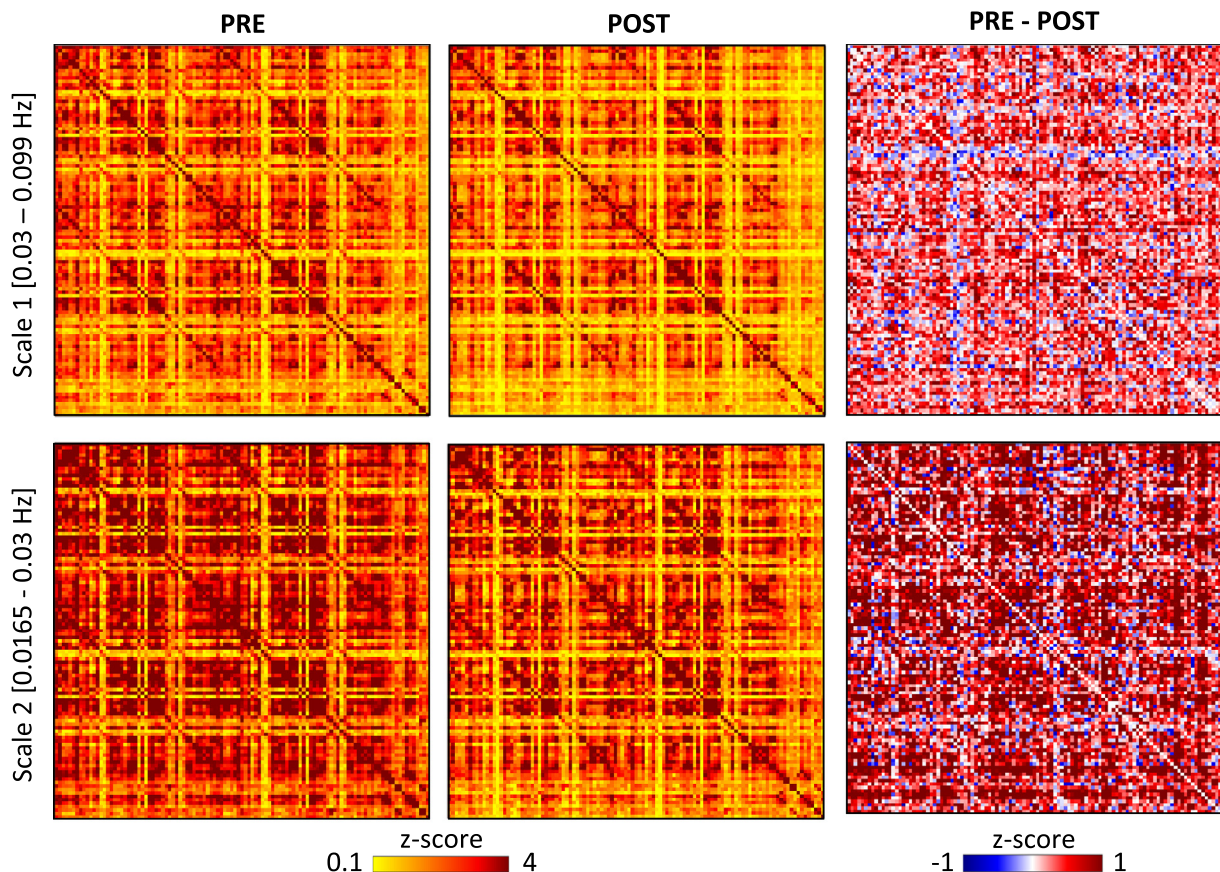 PRE
POST
PRE - POST
Scale 1 [0.03 – 0.099 Hz]
Scale 2 [0.0165 - 0.03 Hz]
z-score
0.1
4
z-score
-1
1